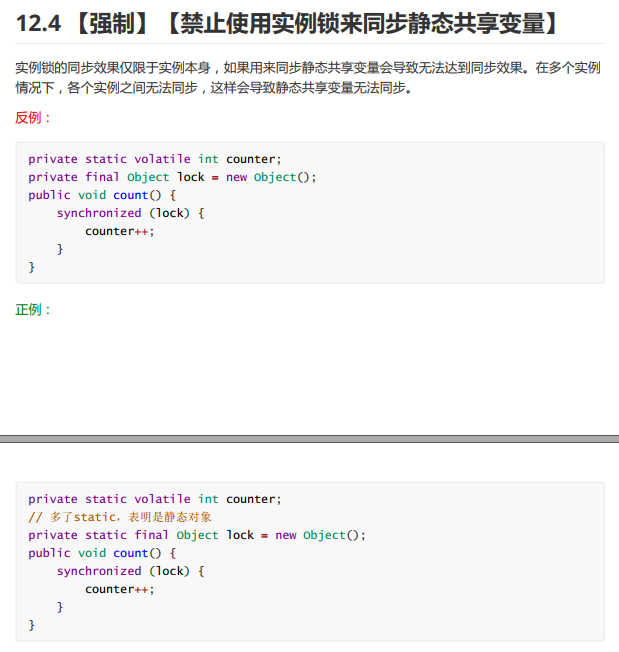 12.4 【强制】【禁止使用实例锁来同步静态共享变量】
实例锁的同步效果仅限于实例本身，如果用来同步静态共享变量会导致无法达到同步效果。在多个实例
情况下，各个实例之间无法同步，这样会导致静态共享变量无法同步。
反例：
private static volatile int counter;
private final Object lock = new Object();
public void count() {
    synchronized (lock) {
        counter++;
    }
}
正例：
private static volatile int counter;
// 多了static，表明是静态对象
private static final Object lock = new Object();
public void count() {
    synchronized (lock) {
        counter++;
    }
}